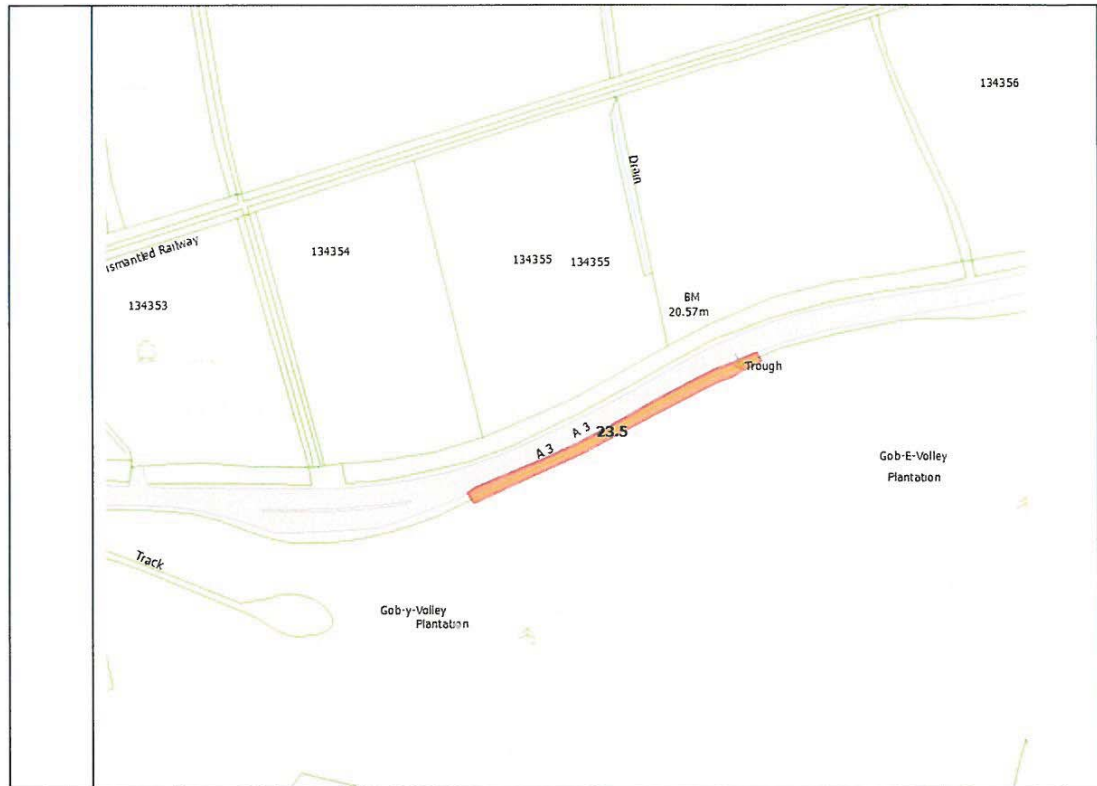 134356
Drain
134354
134355
134355
ismantled Railway
134353
BM
20.57m
Trough
A 3
A 3
23.5
Gob-E-Volley
Plantation
Track
Gob-y-Volley
Plantation